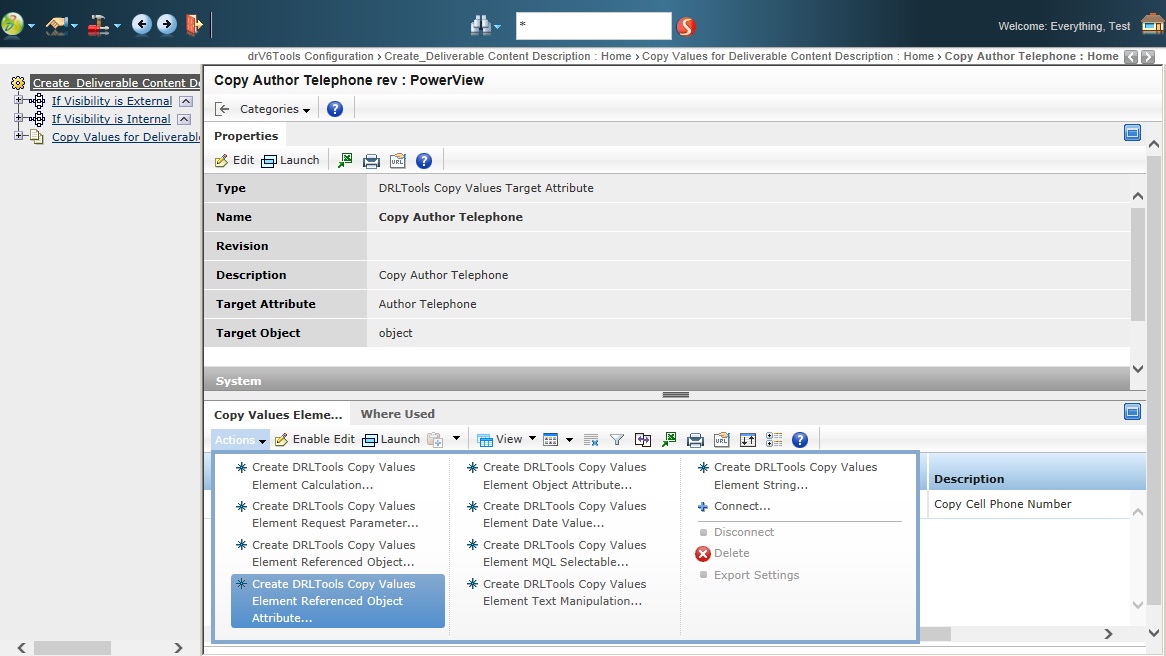 *
Welcome: Everything, Test
drV6Tools Configuration › Create_Deliverable Content Description : Home › Copy Values for Deliverable Content Description : Home › Copy Author Telephone : Home
Create_Deliverable Content De
If Visibility is External
If Visibility is Internal
Copy Values for Deliverable
Copy Author Telephone rev : PowerView
Categories
Properties
Edit Launch
Type DRLTools Copy Values Target Attribute
Name Copy Author Telephone
Revision
Description Copy Author Telephone
Target Attribute Author Telephone
Target Object object
System
Copy Values Eleme... Where Used
Actions Enable Edit Launch View
Description
Copy Cell Phone Number
Create DRLTools Copy Values
Element Calculation...
Create DRLTools Copy Values
Element Request Parameter...
Create DRLTools Copy Values
Element Referenced Object...
Create DRLTools Copy Values
Element Referenced Object
Attribute...
Create DRLTools Copy Values
Element Object Attribute...
Create DRLTools Copy Values
Element Date Value...
Create DRLTools Copy Values
Element MQL Selectable...
Create DRLTools Copy Values
Element Text Manipulation...
Create DRLTools Copy Values
Element String...
Connect...
Disconnect
Delete
Export Settings